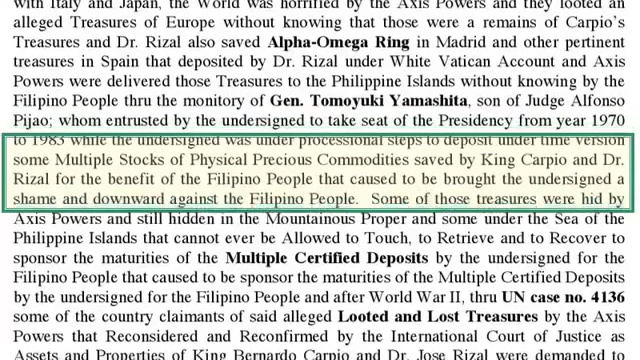 with Italy and Japan, the World was horrified by the Axis Powers and they looted an
alleged Treasures of Europe without knowing that those were a remains of Carpio's
Treasures and Dr. Rizal also saved Alpha-Omega Ring in Madrid and other pertinent
treasures in Spain that deposited by Dr. Rizal under White Vatican Account and Axis
Powers were delivered those Treasures to the Philippine Islands without knowing by the
Filipino People thru the monitory of Gen. Tomoyuki Yamashita, son of Judge Alfonso
Pijao; whom entrusted by the undersigned to take seat of the Presidency from year 1970
to 1983 while the undersigned was under processional steps to deposit under time version
some Multiple Stocks of Physical Precious Commodities saved by King Carpio and Dr.
Rizal for the benefit of the Filipino People that caused to be brought the undersigned a
shame and downward against the Filipino People. Some of those treasures were hid by
Axis Powers and still hidden in the Mountainous Proper and some under the Sea of the
Philippine Islands that cannot ever be Allowed to Touch, to Retrieve and to Recover to
sponsor the maturities of the Multiple Certified Deposits by the undersigned for the
Filipino People that caused to be sponsor the maturities of the Multiple Certified Deposits
by the undersigned for the Filipino People and after World War II, thru UN case no. 4136
some of the country claimants of said alleged Looted and Lost Treasures by the Axis
Powers that Reconsidered and Reconfirmed by the International Court of Justice as
Assets and Properties of King Bernardo Carpio and Dr. Jose Rizal were demanded to